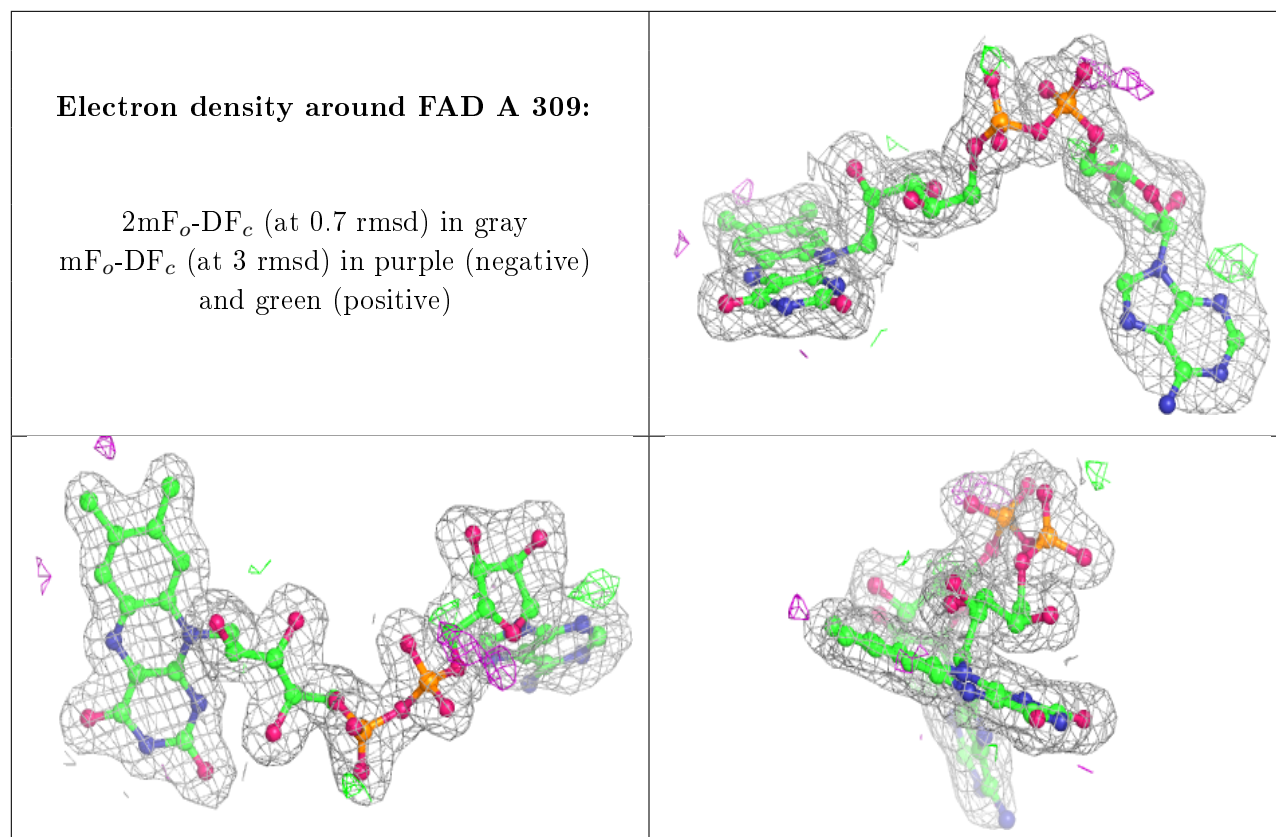 Electron density around FAD A 309:
2mFo-DFc (at 0.7 rmsd) in gray
mFo-DFc (at 3 rmsd) in purple (negative)
and green (positive)